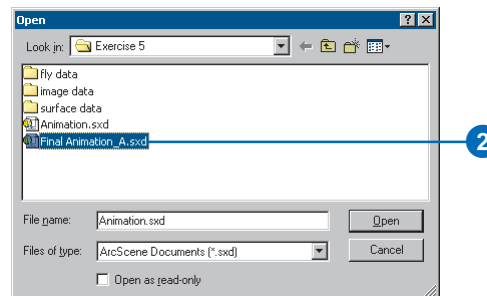 Open
Look in: Exercise 5
fly data
image data
surface data
Animation.sxd
Final Animation_A.sxd
2
File name: Animation.sxd Open
Files of type: ArcScene Documents (*.sxd) Cancel
Open as read-only